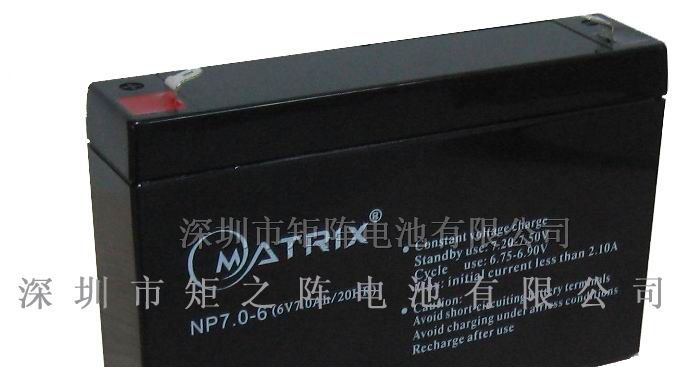 MATRIX®
NP7.0-6 (6V7.0Ah/20HR)
Constant voltage charge
Standby use: 7-20-7.50V
Cycle use: 6.75-6.90V
initial current less than 2.10A
Caution:
Avoid short circuiting battery terminals
Avoid charging under airless conditions
Recharge after use
深圳市矩阵电池有限公司
深圳市矩之阵电池有限公司